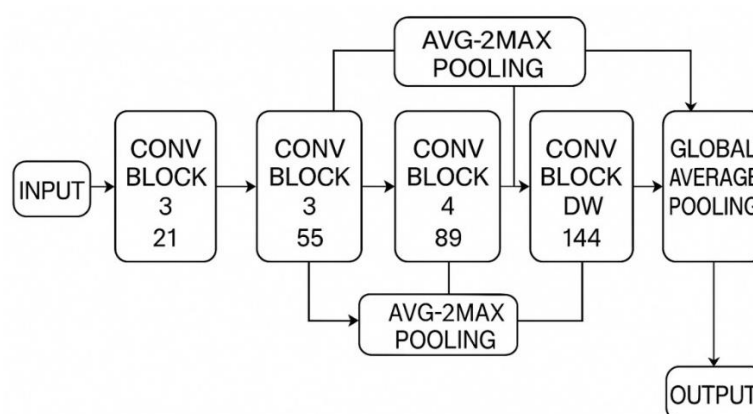 AVG-2MAX
POOLING
INPUT
CONV
BLOCK
3
21
CONV
BLOCK
3
55
CONV
BLOCK
4
89
CONV
BLOCK
DW
144
GLOBAL
AVERAGE
POOLING
AVG-2MAX
POOLING
OUTPUT